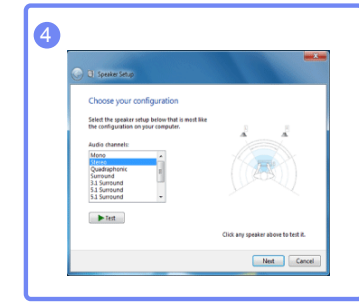 4
Speaker Setup
Choose your configuration
Select the speaker setup below that is most like
the configuration on your computer.
Audio channels:
Mono
Stereo
Quadraphonic
Surround
5.1 Surround
5.1 Surround
5.1 Surround
Test
Click any speaker above to test it.
Next
Cancel